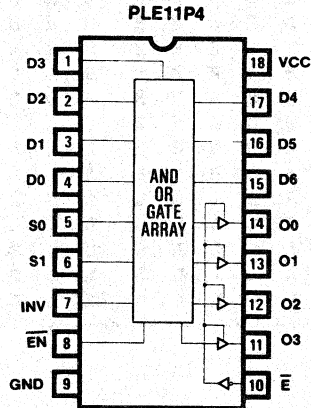 PLE11P4
D3 1 18 VCC
D2 2 17 D4
D1 3 16 D5
D0 4 15 D6
AND
OR
GATE
ARRAY
S0 5 14 O0
S1 6 13 O1
INV 7 12 O2
EN 8 11 O3
GND 9 10 E